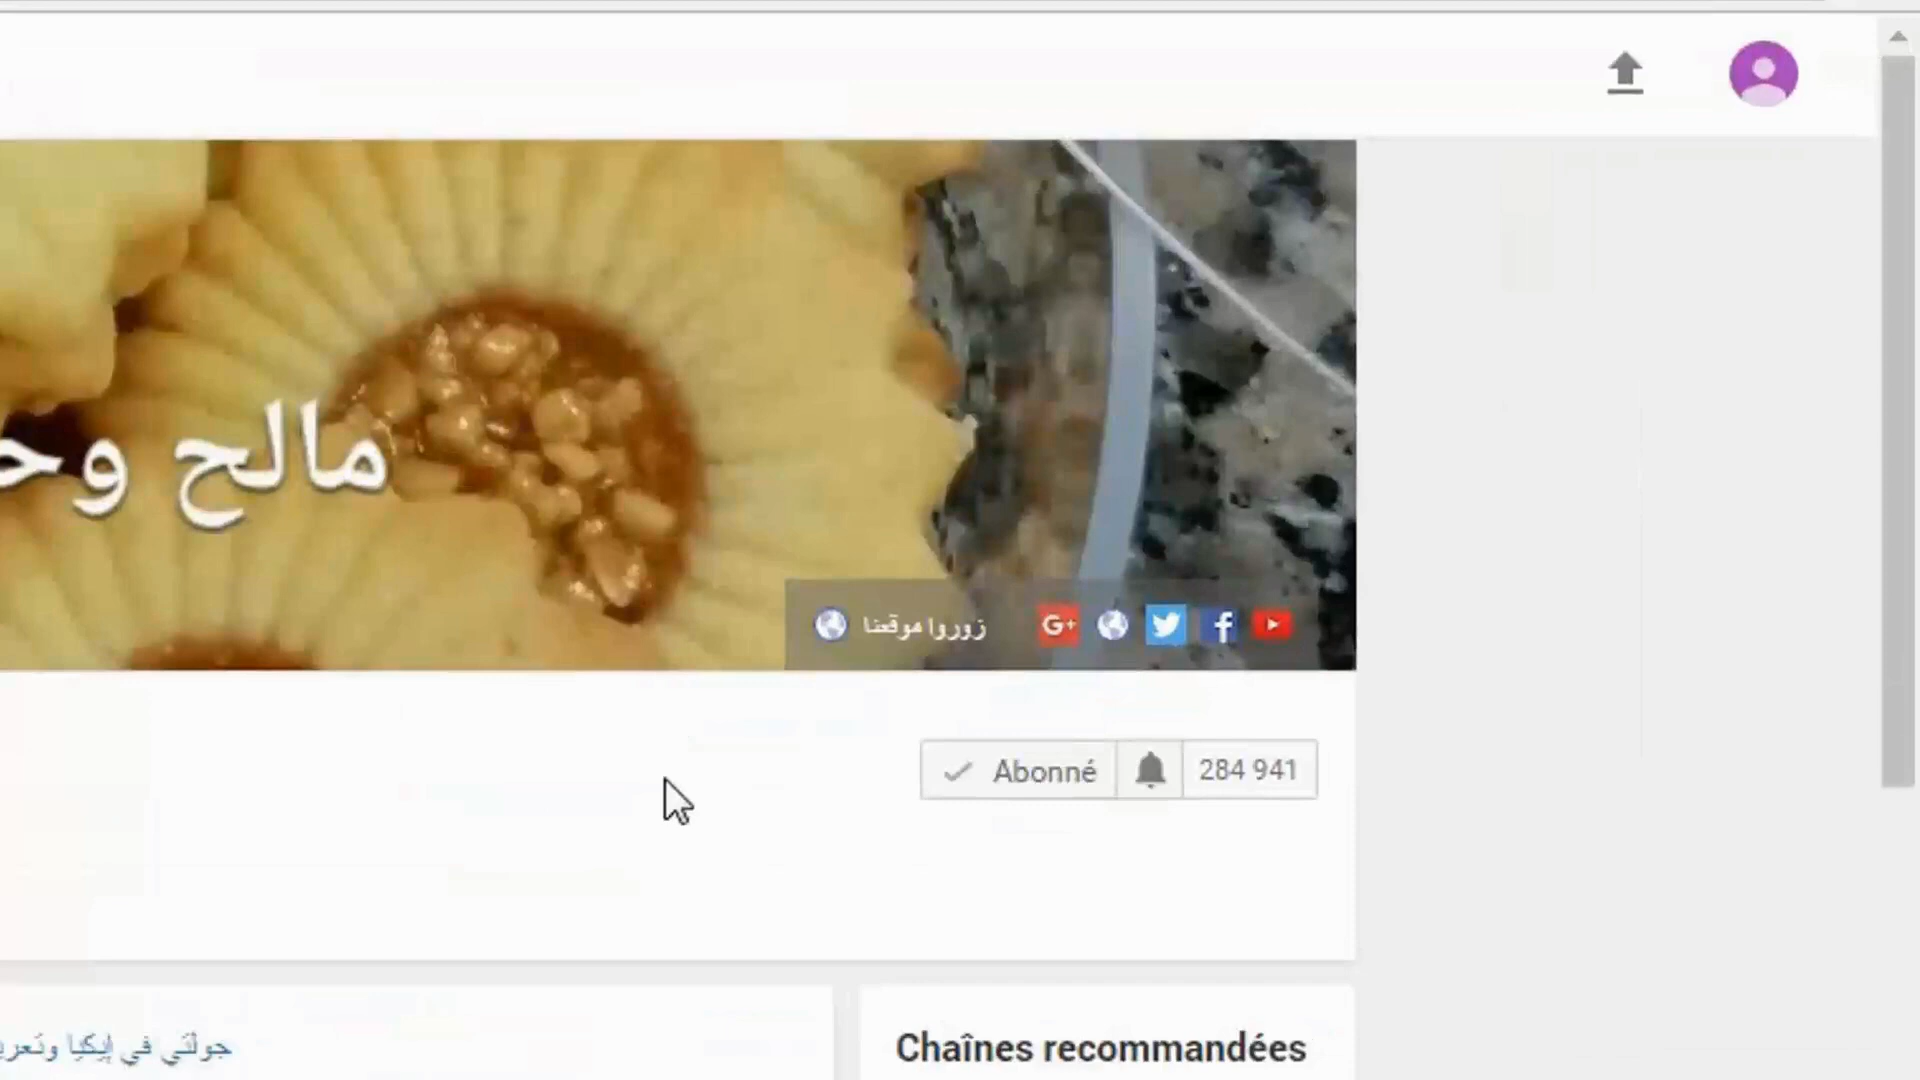 مالح
زوروا موقعنا
G+
Abonné
284 941
جولتي في إيكيا
Chaînes recommandées